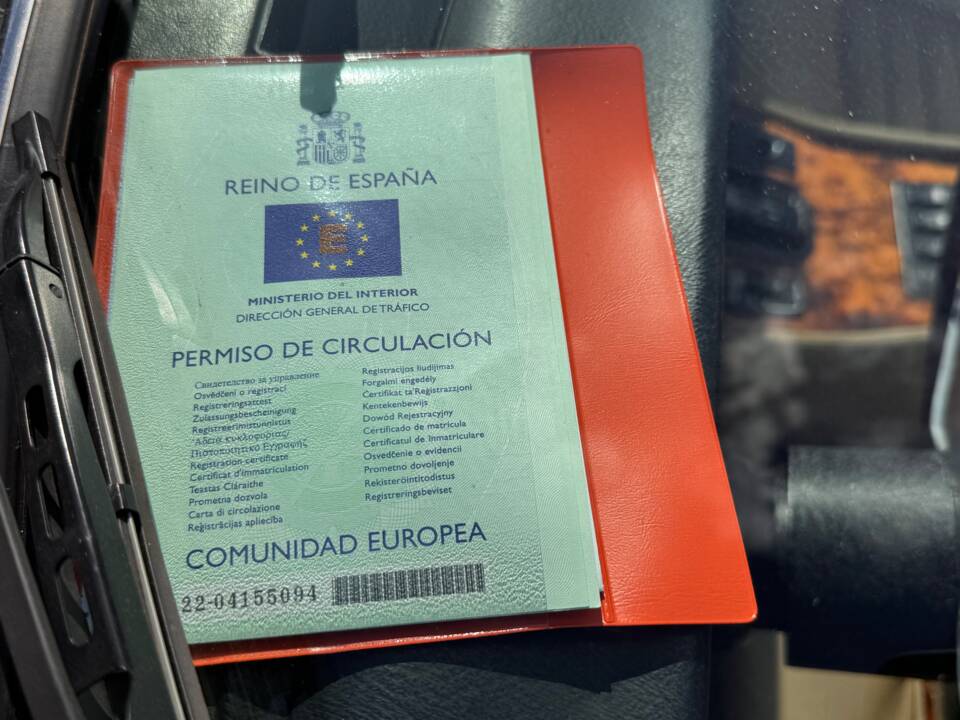 REINO DE ESPAÑA
E
MINISTERIO DEL INTERIOR
DIRECCIÓN GENERAL DE TRÁFICO
PERMISO DE CIRCULACIÓN
Свидетелство за управление
Osvědčení o registraci
Registreringsattest
Zulassungsbescheinigung
Registreerimistunnistus
Άδεια κυκλοφορίας/
Πιστοποιητικό Εγγραφής
Registration certificate
Certificat d'immatriculation
Teastas Cláraithe
Prometna dozvola
Carta di circolazione
Reģistrācijas apliecība
Registracijos liudijimas
Forgalmi engedély
Ċertifikat ta'Reġistrazzjoni
Kentekenbewijs
Dowód Rejestracyjny
Certificado de matrícula
Certificatul de înmatriculare
Osvedčenie o evidencii
Prometno dovoljenje
Rekisteröintitodistus
Registreringsbeviset
COMUNIDAD EUROPEA
22-04155094